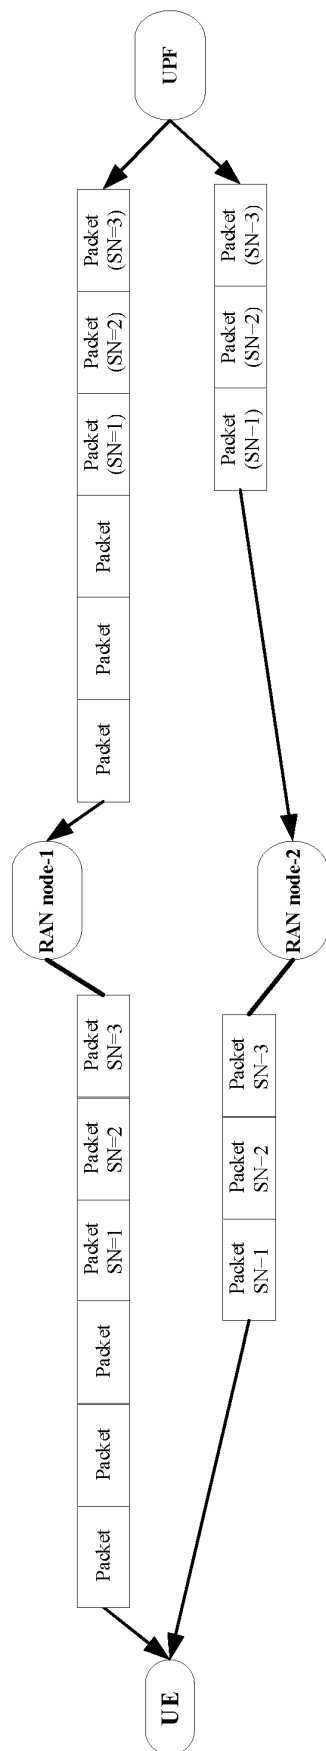 RAN node-1
Packet
Packet
Packet
Packet
SN=1
Packet
SN=2
Packet
SN=3
Packet
Packet
Packet
Packet
(SN=1)
Packet
(SN=2)
Packet
(SN=3)
UE
UPF
Packet
SN−1
Packet
SN−2
Packet
SN−3
Packet
(SN−1)
Packet
(SN−2)
Packet
(SN−3)
RAN node-2